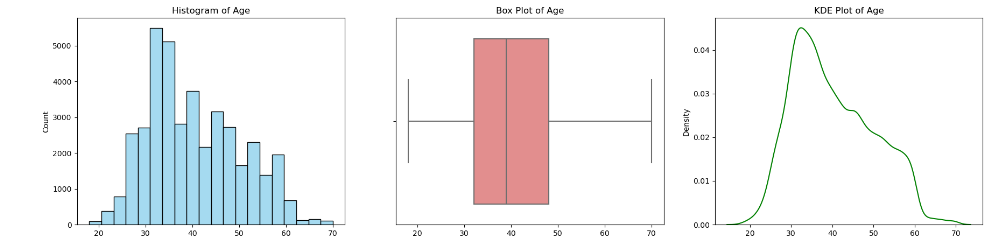 Histogram of Age
Count
5000
4000
3000
2000
1000
0
20 30 40 50 60 70
Box Plot of Age
20 30 40 50 60 70
KDE Plot of Age
Density
0.04
0.03
0.02
0.01
0.00
20 30 40 50 60 70